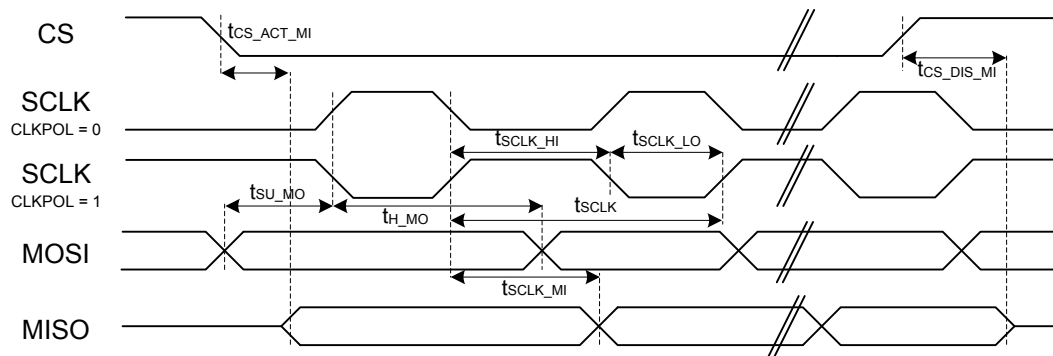 CS
tCS_ACT_MI
tCS_DIS_MI
SCLK
CLKPOL = 0
tSCLK_HI
tSCLK_LO
SCLK
CLKPOL = 1
tSU_MO
tH_MO
tSCLK
MOSI
tSCLK_MI
MISO